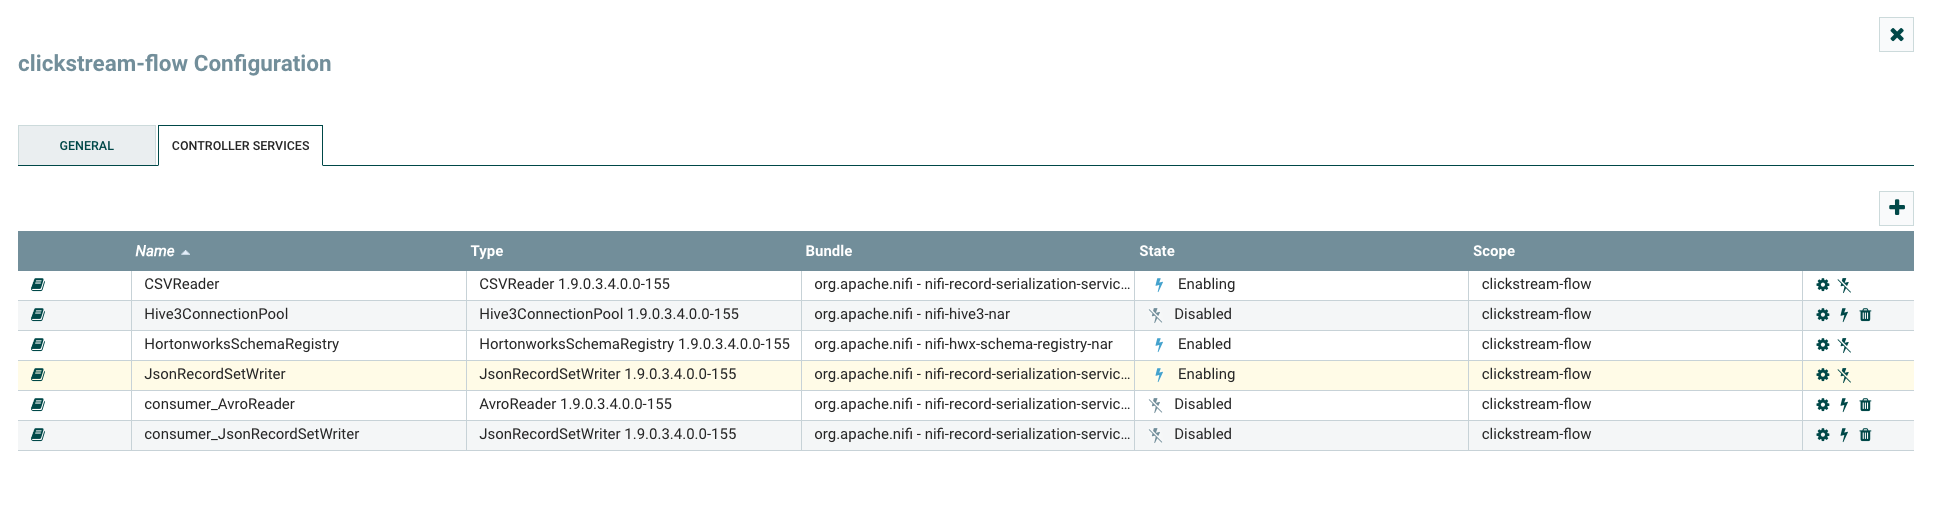 clickstream-flow Configuration
GENERAL CONTROLLER SERVICES
Name Type Bundle State Scope
CSVReader CSVReader 1.9.0.3.4.0.0-155 org.apache.nifi - nifi-record-serialization-servic... Enabling clickstream-flow
Hive3ConnectionPool Hive3ConnectionPool 1.9.0.3.4.0.0-155 org.apache.nifi - nifi-hive3-nar Disabled clickstream-flow
HortonworksSchemaRegistry HortonworksSchemaRegistry 1.9.0.3.4.0.0-155 org.apache.nifi - nifi-hwx-schema-registry-nar Enabled clickstream-flow
JsonRecordSetWriter JsonRecordSetWriter 1.9.0.3.4.0.0-155 org.apache.nifi - nifi-record-serialization-servic... Enabling clickstream-flow
consumer_AvroReader AvroReader 1.9.0.3.4.0.0-155 org.apache.nifi - nifi-record-serialization-servic... Disabled clickstream-flow
consumer_JsonRecordSetWriter JsonRecordSetWriter 1.9.0.3.4.0.0-155 org.apache.nifi - nifi-record-serialization-servic... Disabled clickstream-flow